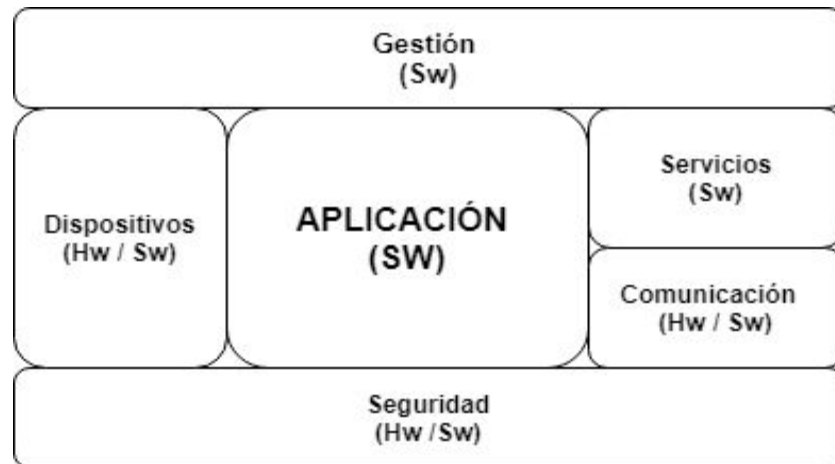 Gestión
(Sw)
Dispositivos
(Hw / Sw)
APLICACIÓN
(SW)
Servicios
(Sw)
Comunicación
(Hw / Sw)
Seguridad
(Hw /Sw)